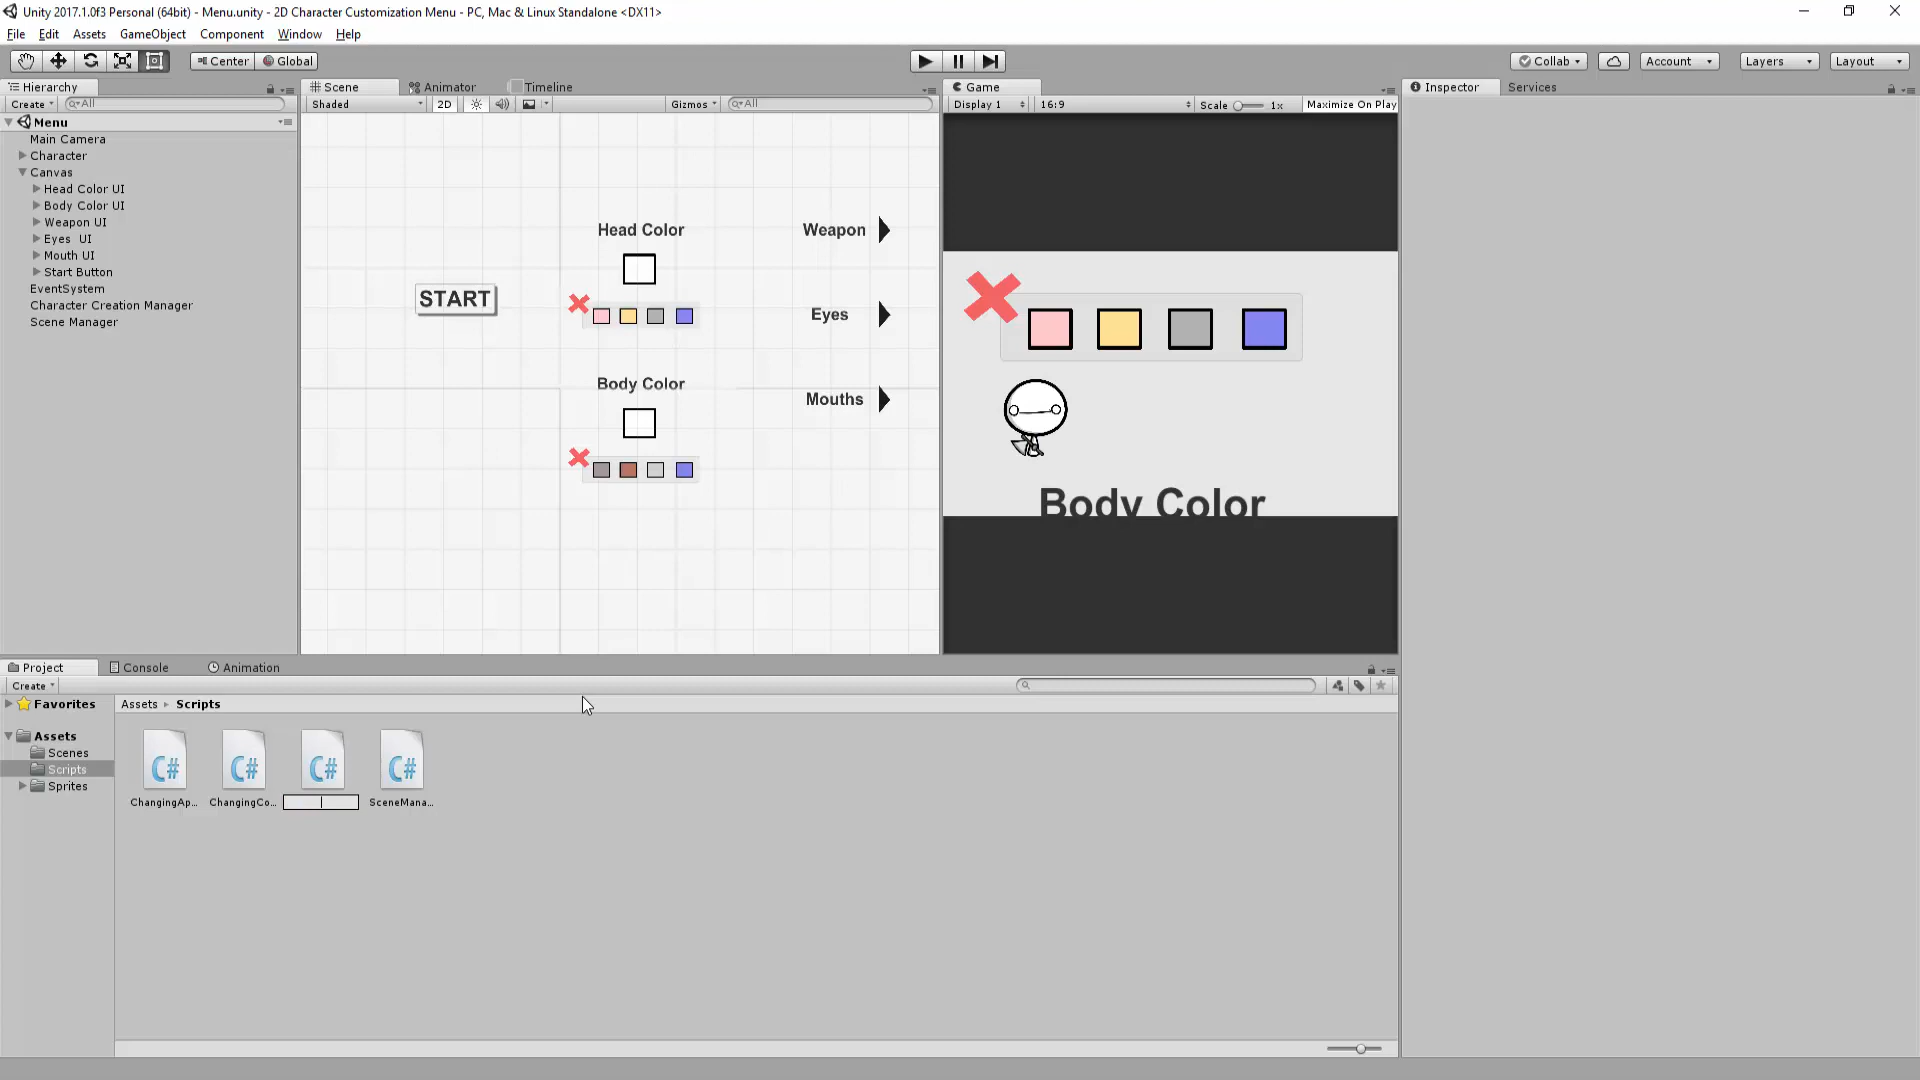 Unity 2017.1.0f3 Personal (64bit) - Menu.unity - 2D Character Customization Menu - PC, Mac & Linux Standalone <DX11>
File Edit Assets GameObject Component Window Help
Center Global Collab Account Layers Layout
Hierarchy Scene Animator Timeline Game Inspector Services
Create All Shaded 2D Gizmos All Display 1 16:9 Scale 1x Maximize On Play
Menu
Main Camera
Character
Canvas
Head Color UI
Body Color UI
Weapon UI
Eyes UI
Mouth UI
Start Button
EventSystem
Character Creation Manager
Scene Manager
Head Color
Weapon
START
Eyes
Body Color
Mouths
Body Color
Project Console Animation
Create
Favorites
Assets
Scenes
Scripts
Sprites
Assets Scripts
C# C# C# C#
ChangingAp... ChangingCo... SceneMana...